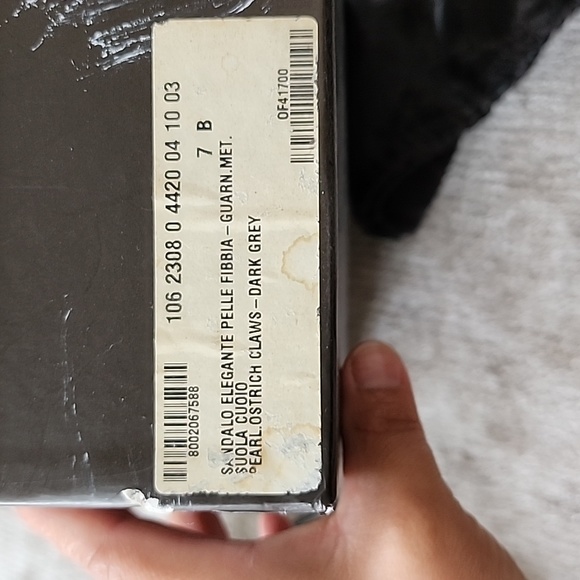 106 2308 0 4420 04 10 03
7 B
8002067588
OF41700
SANDALO ELEGANTE PELLE FIBBIA-GUARN.MET.
SUOLA CUOIO
PEARL.OSTRICH CLAWS-DARK GREY